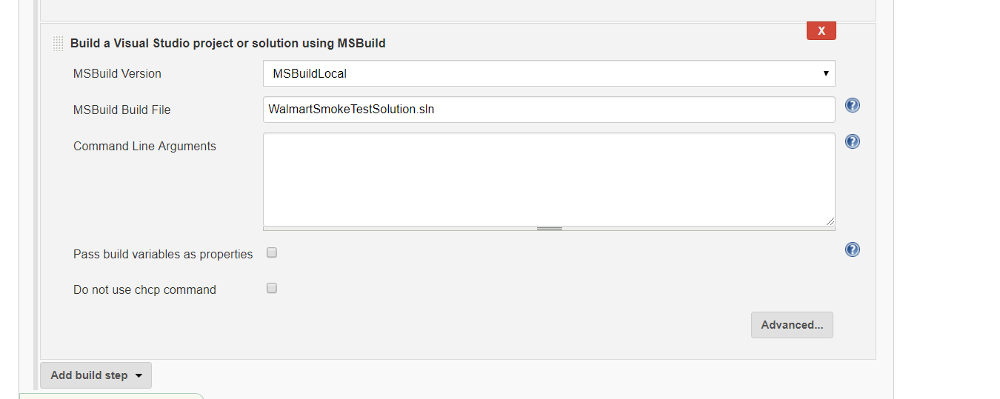 X
Build a Visual Studio project or solution using MSBuild
MSBuild Version
MSBuildLocal
MSBuild Build File
WalmartSmokeTestSolution.sln
Command Line Arguments
Pass build variables as properties
Do not use chcp command
Advanced...
Add build step